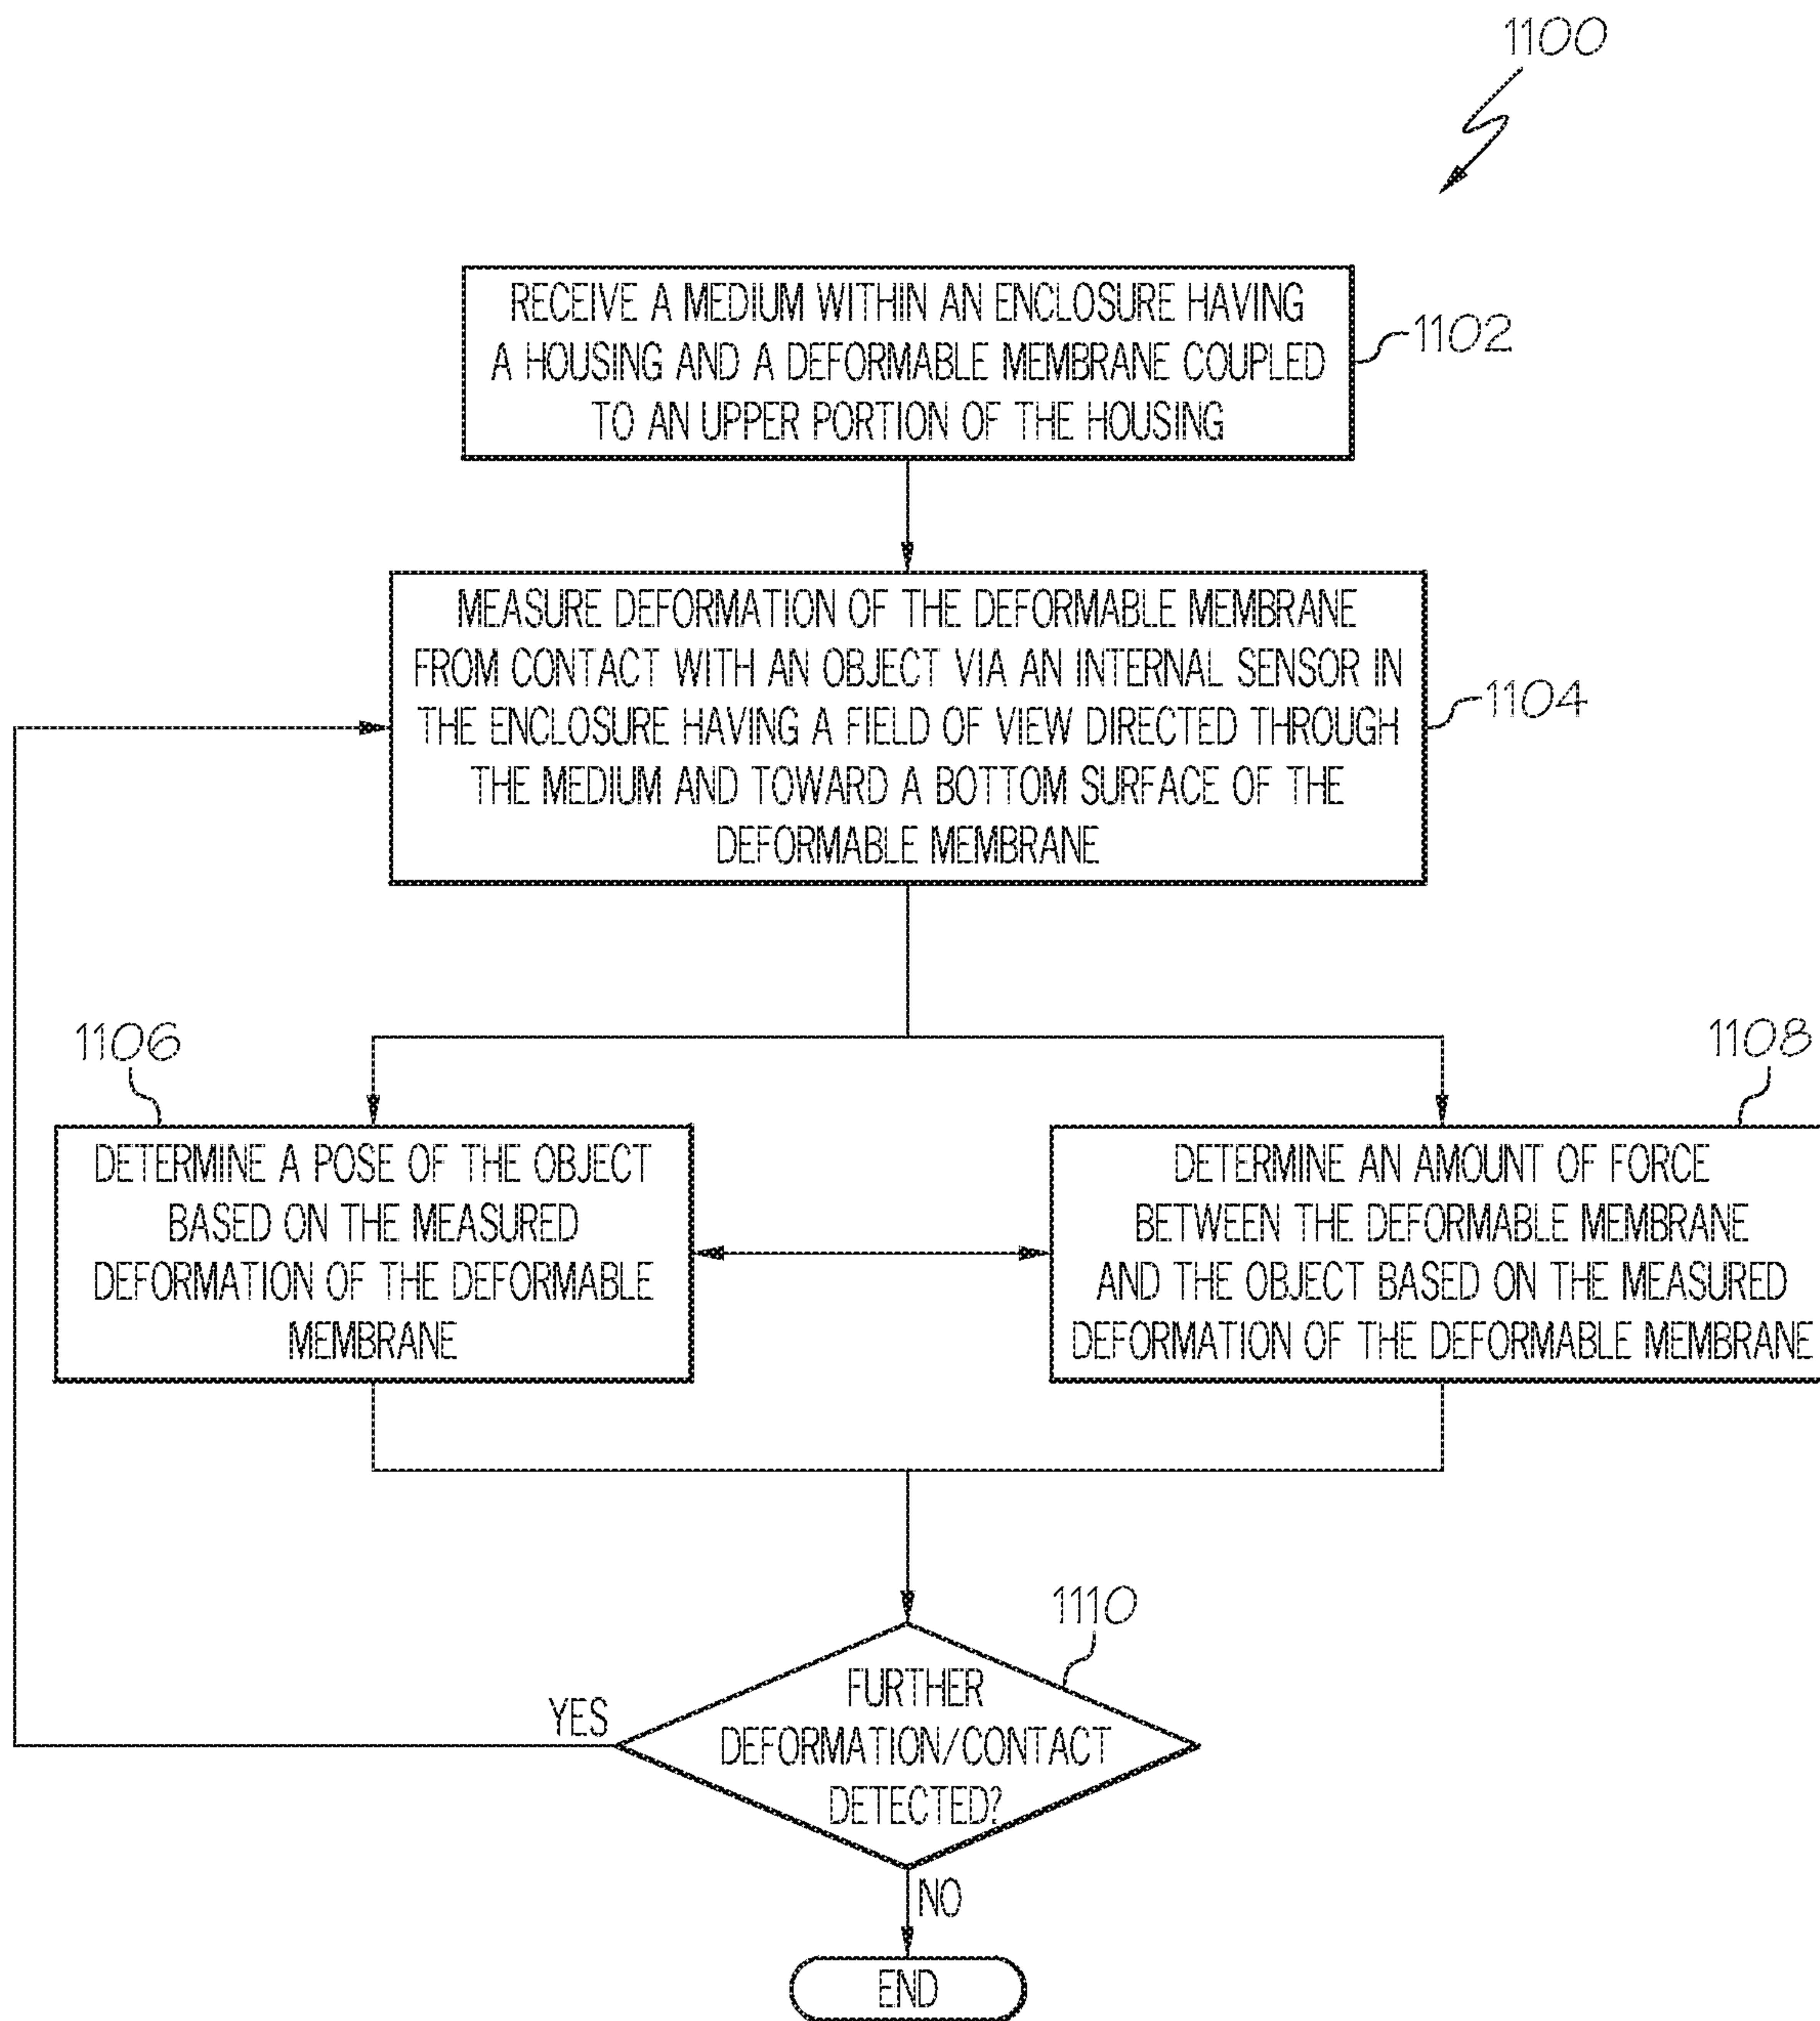 1100
RECEIVE A MEDIUM WITHIN AN ENCLOSURE HAVING
A HOUSING AND A DEFORMABLE MEMBRANE COUPLED
TO AN UPPER PORTION OF THE HOUSING
1102
MEASURE DEFORMATION OF THE DEFORMABLE MEMBRANE
FROM CONTACT WITH AN OBJECT VIA AN INTERNAL SENSOR IN
THE ENCLOSURE HAVING A FIELD OF VIEW DIRECTED THROUGH
THE MEDIUM AND TOWARD A BOTTOM SURFACE OF THE
DEFORMABLE MEMBRANE
1104
1106
DETERMINE A POSE OF THE OBJECT
BASED ON THE MEASURED
DEFORMATION OF THE DEFORMABLE
MEMBRANE
1108
DETERMINE AN AMOUNT OF FORCE
BETWEEN THE DEFORMABLE MEMBRANE
AND THE OBJECT BASED ON THE MEASURED
DEFORMATION OF THE DEFORMABLE MEMBRANE
1110
FURTHER
DEFORMATION/CONTACT
DETECTED?
YES
NO
END